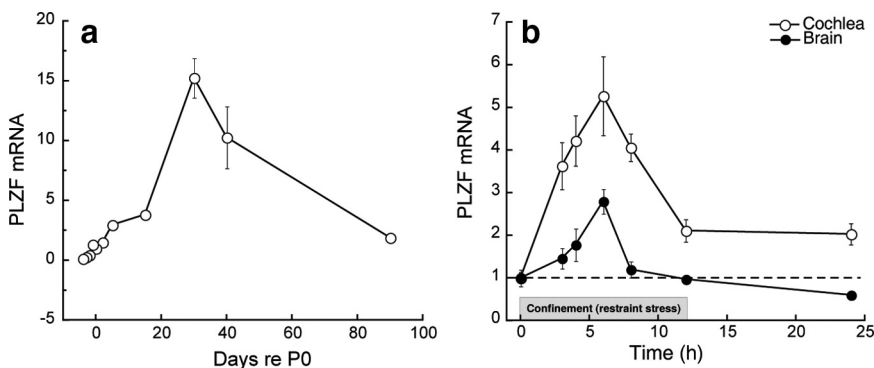 a
20
15
10
5
0
-5
PLZF mRNA
0 20 40 60 80 100
Days re P0
b
Cochlea
Brain
7
6
5
4
3
2
1
0
PLZF mRNA
Confinement (restraint stress)
0 5 10 15 20 25
Time (h)